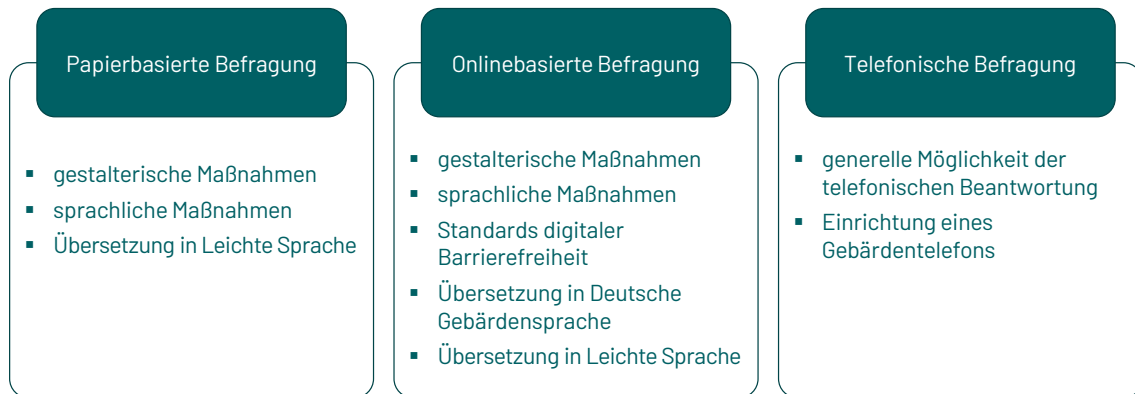 Papierbasierte Befragung
▪ gestalterische Maßnahmen
▪ sprachliche Maßnahmen
▪ Übersetzung in Leichte Sprache
Onlinebasierte Befragung
▪ gestalterische Maßnahmen
▪ sprachliche Maßnahmen
▪ Standards digitaler
Barrierefreiheit
▪ Übersetzung in Deutsche
Gebärdensprache
▪ Übersetzung in Leichte Sprache
Telefonische Befragung
▪ generelle Möglichkeit der
telefonischen Beantwortung
▪ Einrichtung eines
Gebärdentelefons